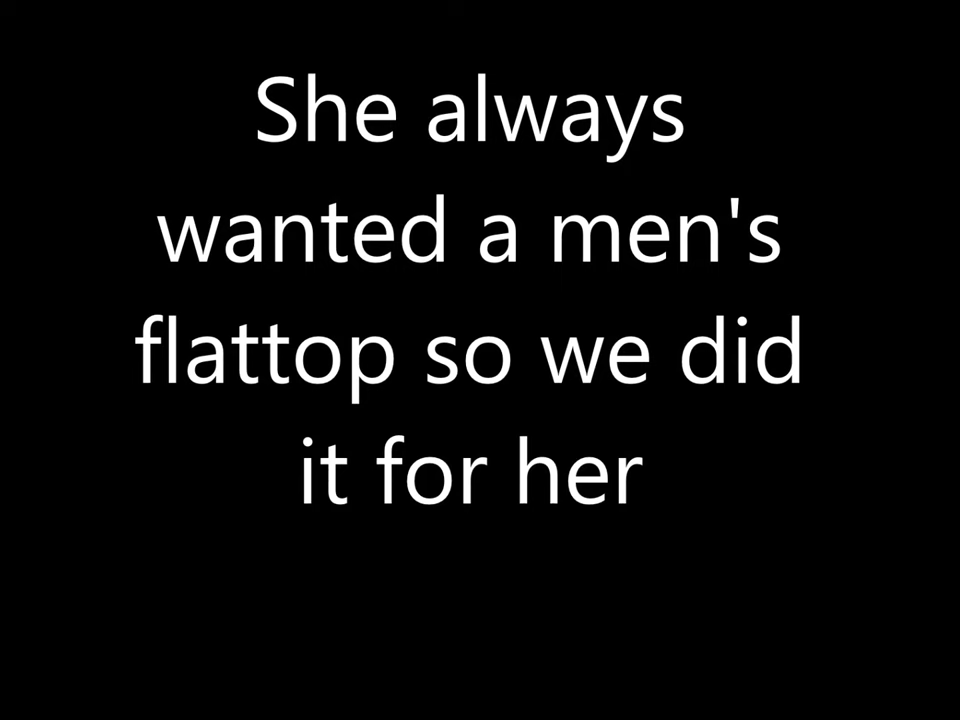 She always
wanted a men's
flattop so we did
it for her